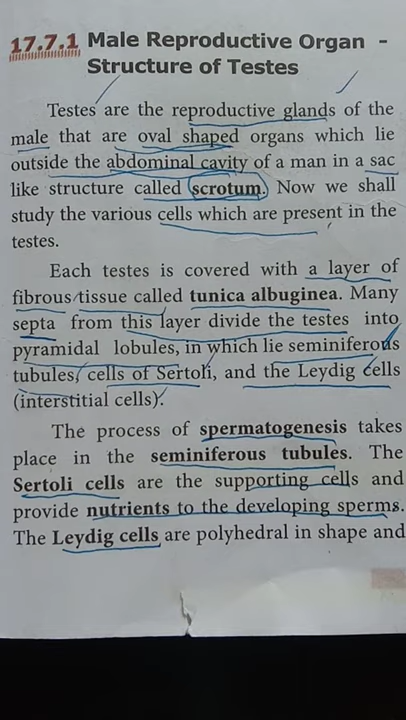 17.7.1 Male Reproductive Organ -
Structure of Testes
Testes are the reproductive glands of the
male that are oval shaped organs which lie
outside the abdominal cavity of a man in a sac
like structure called scrotum. Now we shall
study the various cells which are present in the
testes.
Each testes is covered with a layer of
fibrous tissue called tunica albuginea. Many
septa from this layer divide the testes into
pyramidal lobules, in which lie seminiferous
tubules, cells of Sertoli, and the Leydig cells
(interstitial cells).
The process of spermatogenesis takes
place in the seminiferous tubules. The
Sertoli cells are the supporting cells and
provide nutrients to the developing sperms.
The Leydig cells are polyhedral in shape and